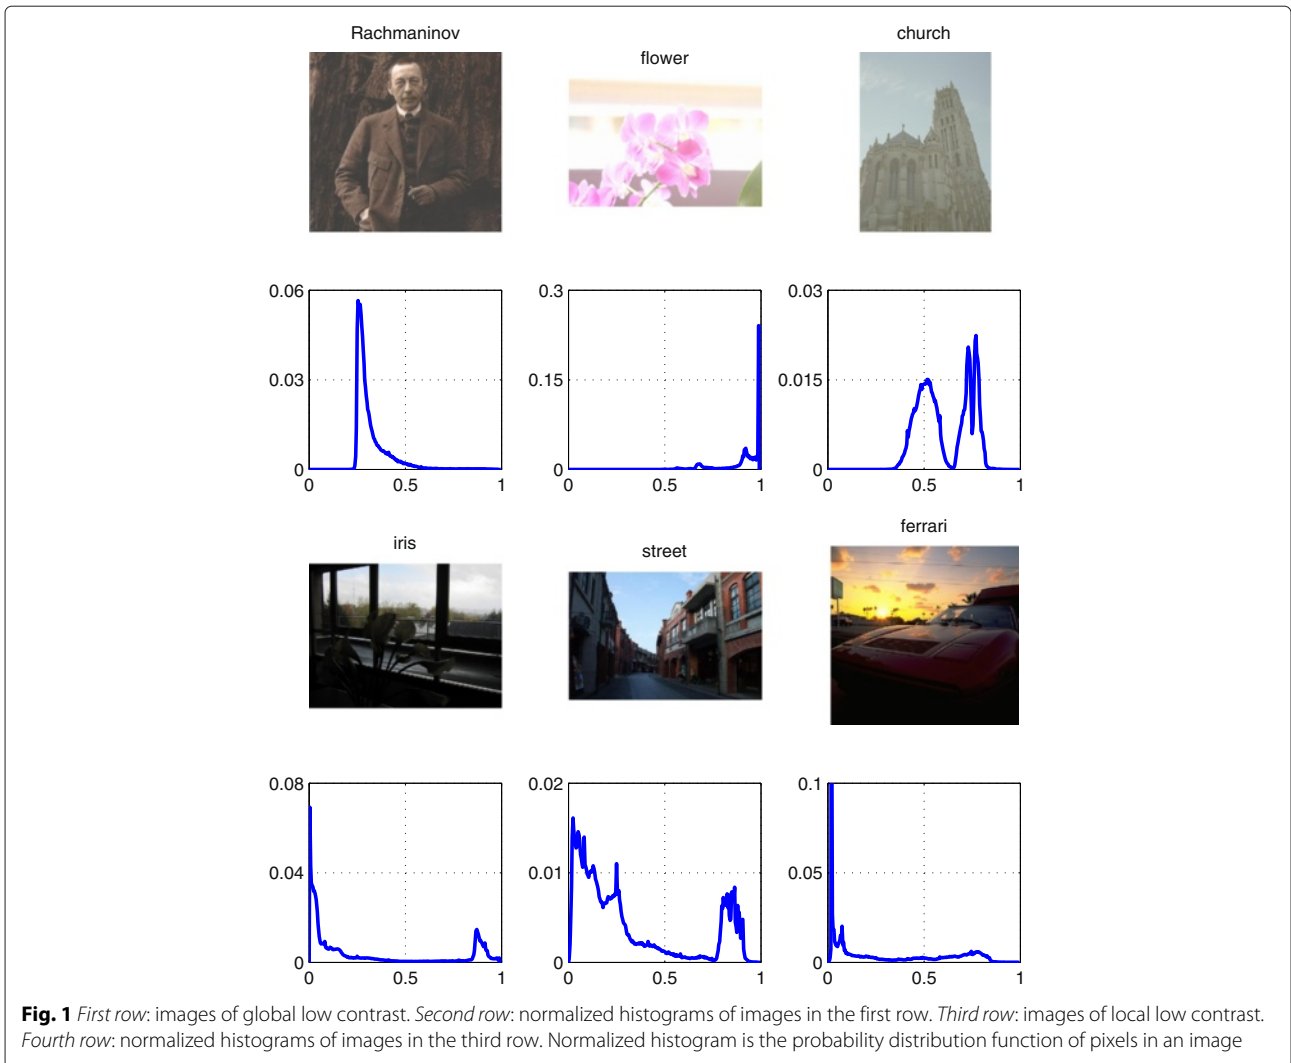 Rachmaninov
flower
church
0.06
0.03
0
0 0.5 1
0.3
0.15
0
0 0.5 1
0.03
0.015
0
0 0.5 1
iris
street
ferrari
0.08
0.04
0
0 0.5 1
0.02
0.01
0
0 0.5 1
0.1
0.05
0
0 0.5 1
Fig. 1 First row: images of global low contrast. Second row: normalized histograms of images in the first row. Third row: images of local low contrast.
Fourth row: normalized histograms of images in the third row. Normalized histogram is the probability distribution function of pixels in an image